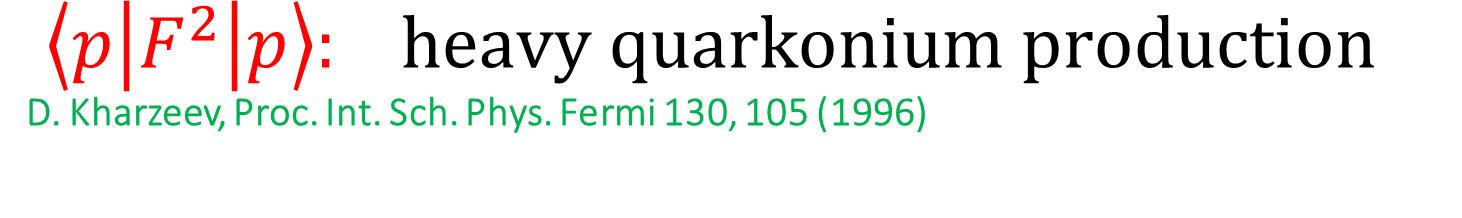 ⟨p|F²|p⟩: heavy quarkonium production
D. Kharzeev, Proc. Int. Sch. Phys. Fermi 130, 105 (1996)